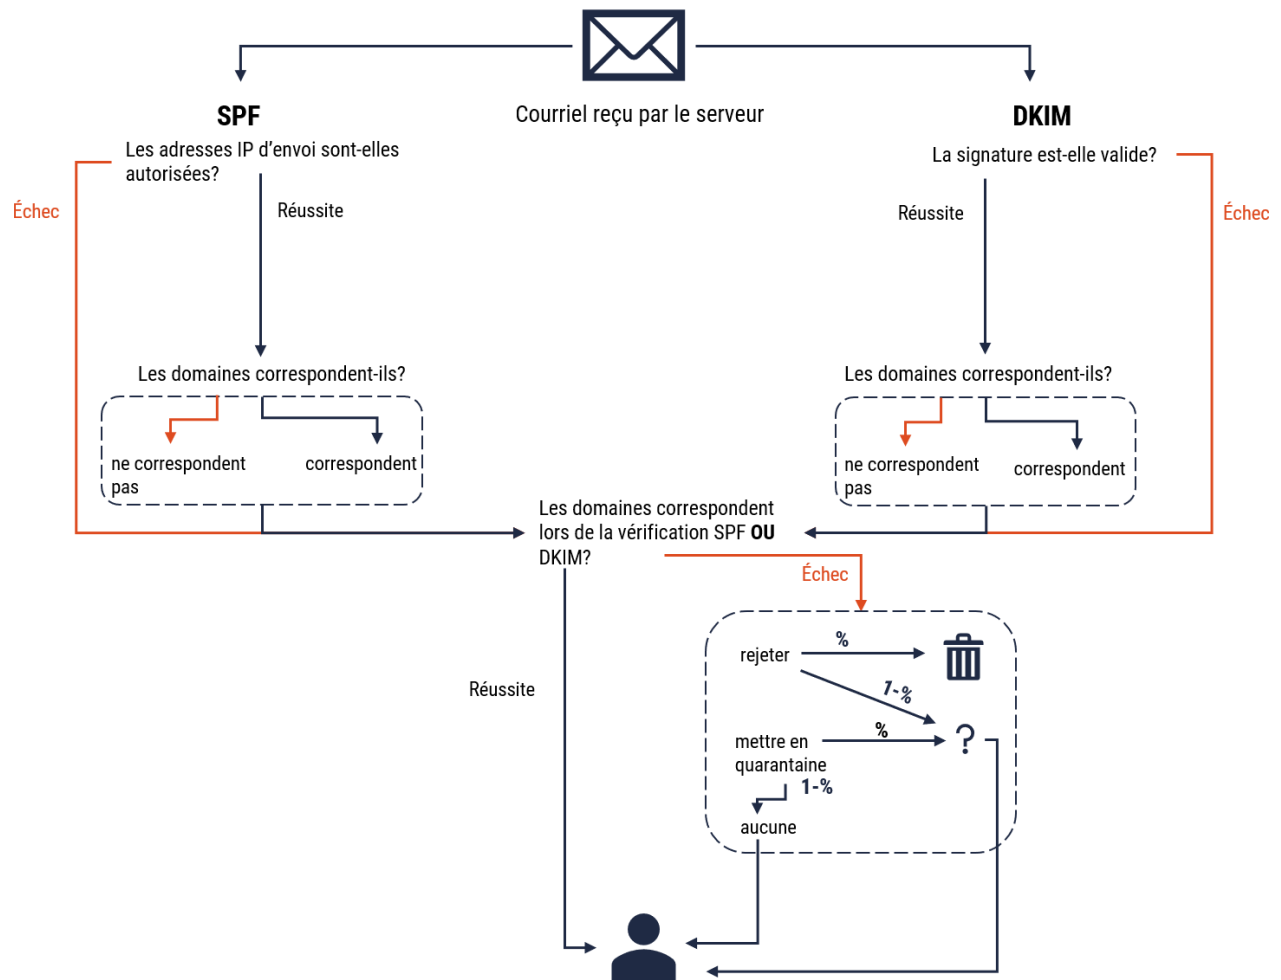 SPF
Courriel reçu par le serveur
DKIM
Les adresses IP d'envoi sont-elles
autorisées?
La signature est-elle valide?
Échec
Réussite
Réussite
Échec
Les domaines correspondent-ils?
Les domaines correspondent-ils?
ne correspondent
pas
correspondent
ne correspondent
pas
correspondent
Les domaines correspondent
lors de la vérification SPF OU
DKIM?
Échec
rejeter
%
1-%
Réussite
mettre en
quarantaine
%
?
1-%
aucune